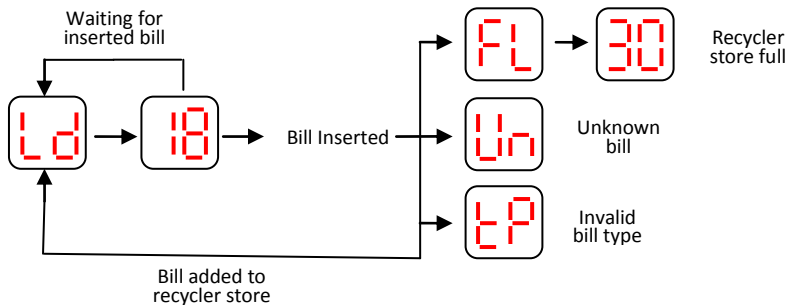 Waiting for
inserted bill
FL
30
Recycler
store full
Ld
18
Bill Inserted
Un
Unknown
bill
tP
Invalid
bill type
Bill added to
recycler store